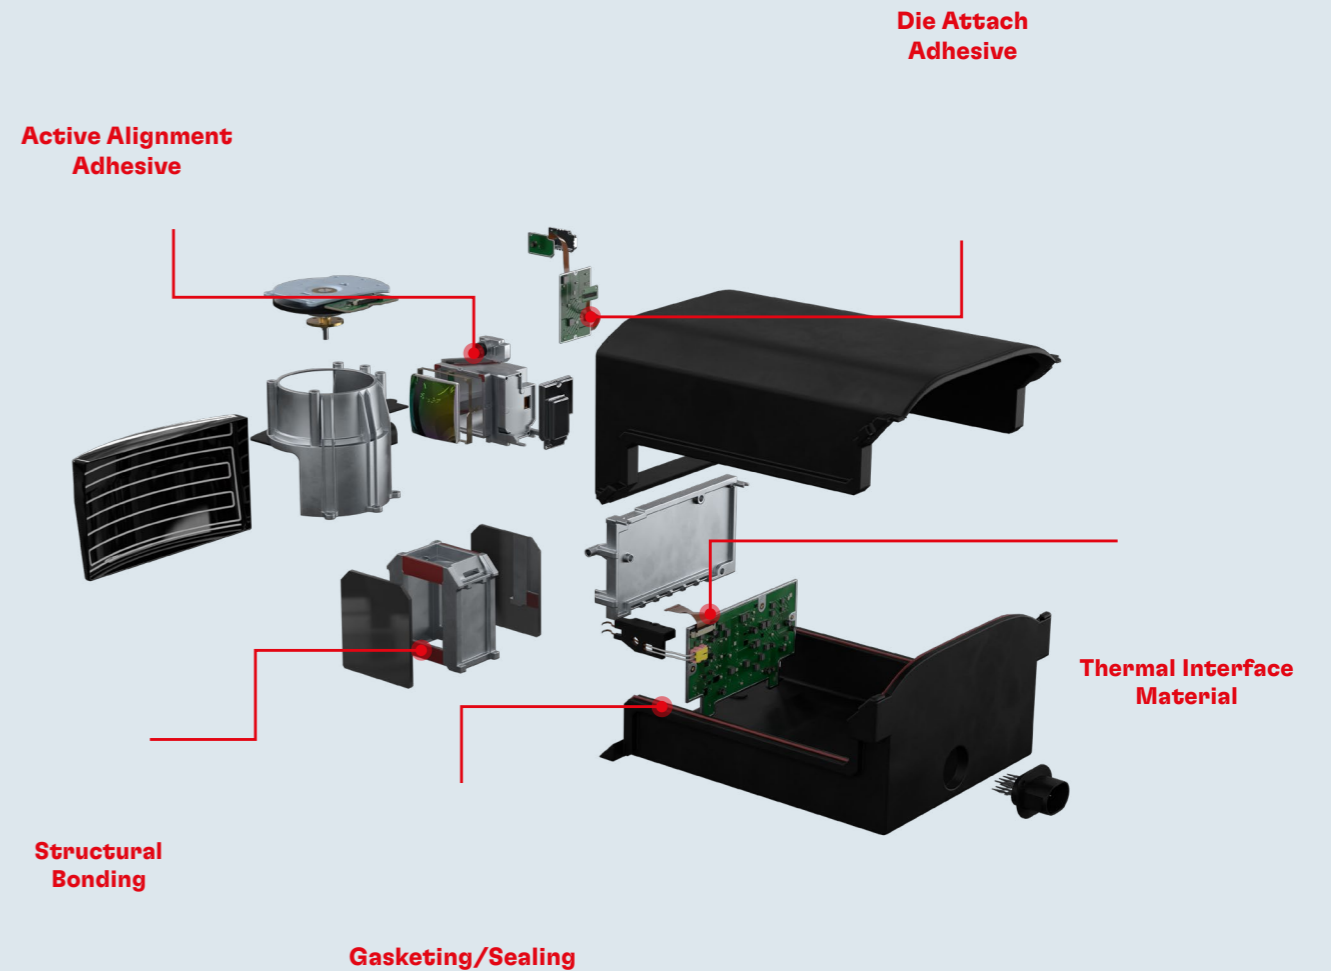 Die Attach
Adhesive
Active Alignment
Adhesive
Thermal Interface
Material
Structural
Bonding
Gasketing/Sealing